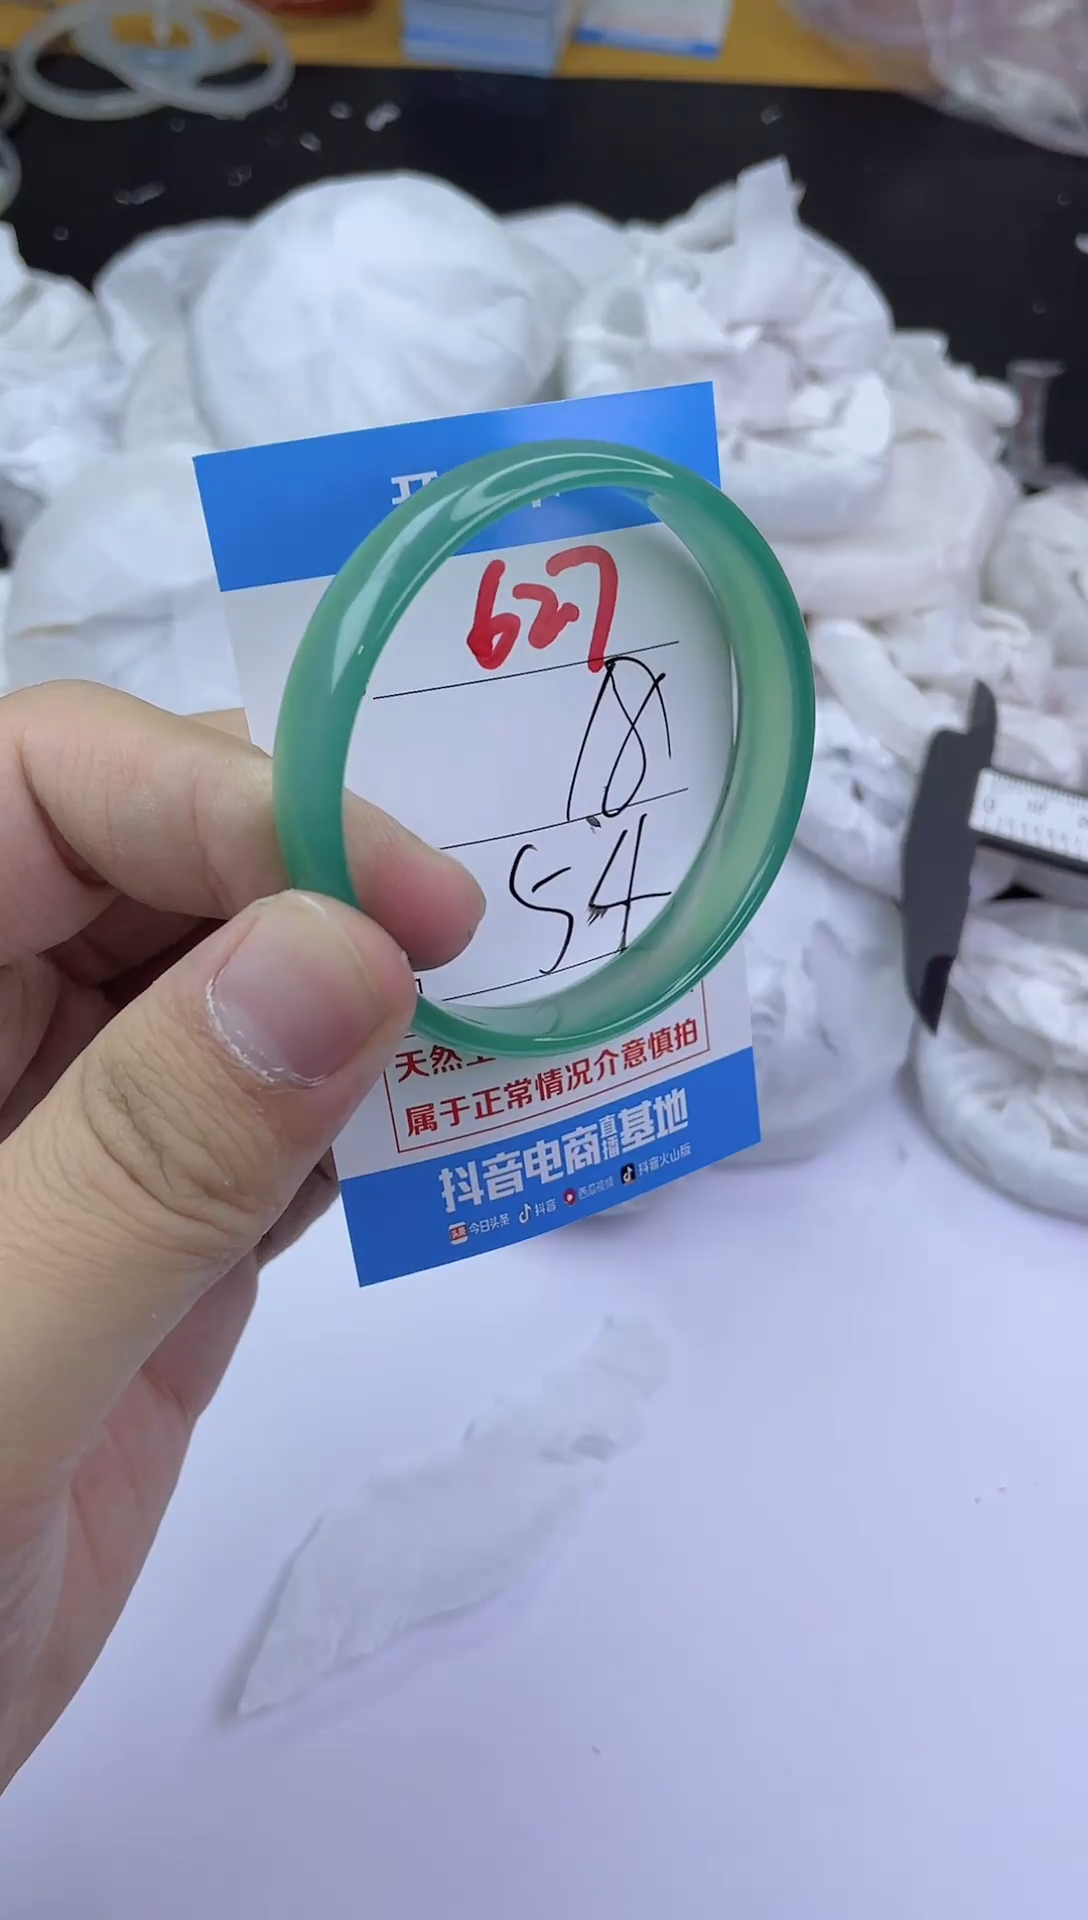 627
54
天然
属于正常情况介意慎拍
抖音电商直播基地
今日头条 抖音 西瓜视频 抖音火山版